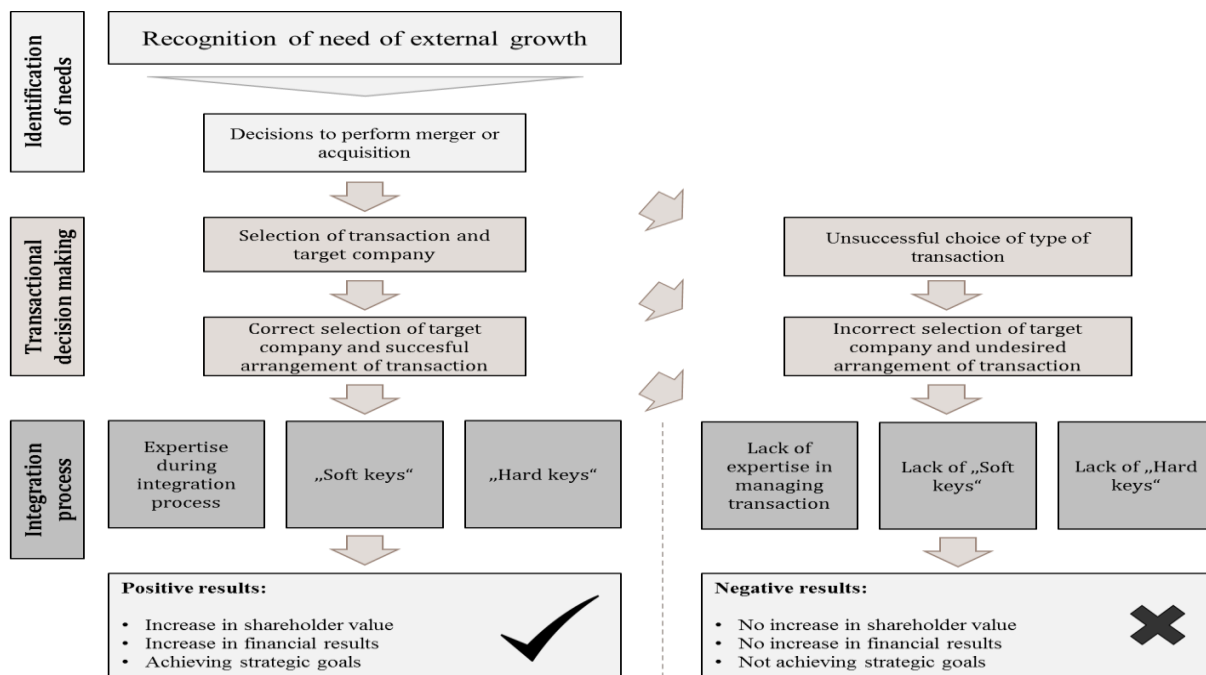 Identification
of needs
Recognition of need of external growth
Decisions to perform merger or
acquisition
Transactional
decision making
Selection of transaction and
target company
Unsuccessful choice of type of
transaction
Correct selection of target
company and succesful
arrangement of transaction
Incorrect selection of target
company and undesired
arrangement of transaction
Integration
process
Expertise
during
integration
process
„Soft keys“
„Hard keys“
Lack of
expertise in
managing
transaction
Lack of „Soft
keys“
Lack of „Hard
keys“
Positive results:
• Increase in shareholder value
• Increase in financial results
• Achieving strategic goals
Negative results:
• No increase in shareholder value
• No increase in financial results
• Not achieving strategic goals